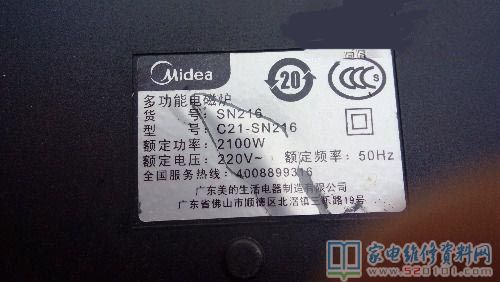 Midea
20
CCC S
多功能电磁炉
货 号: SN216
型 号: C21-SN216
额定功率: 2100W
额定电压: 220V~ 额定频率: 50Hz
全国服务热线: 4008899316
广东美的生活电器制造有限公司
广东省佛山市顺德区北滘镇三乐路19号
家电维修资料网
www.520101.com